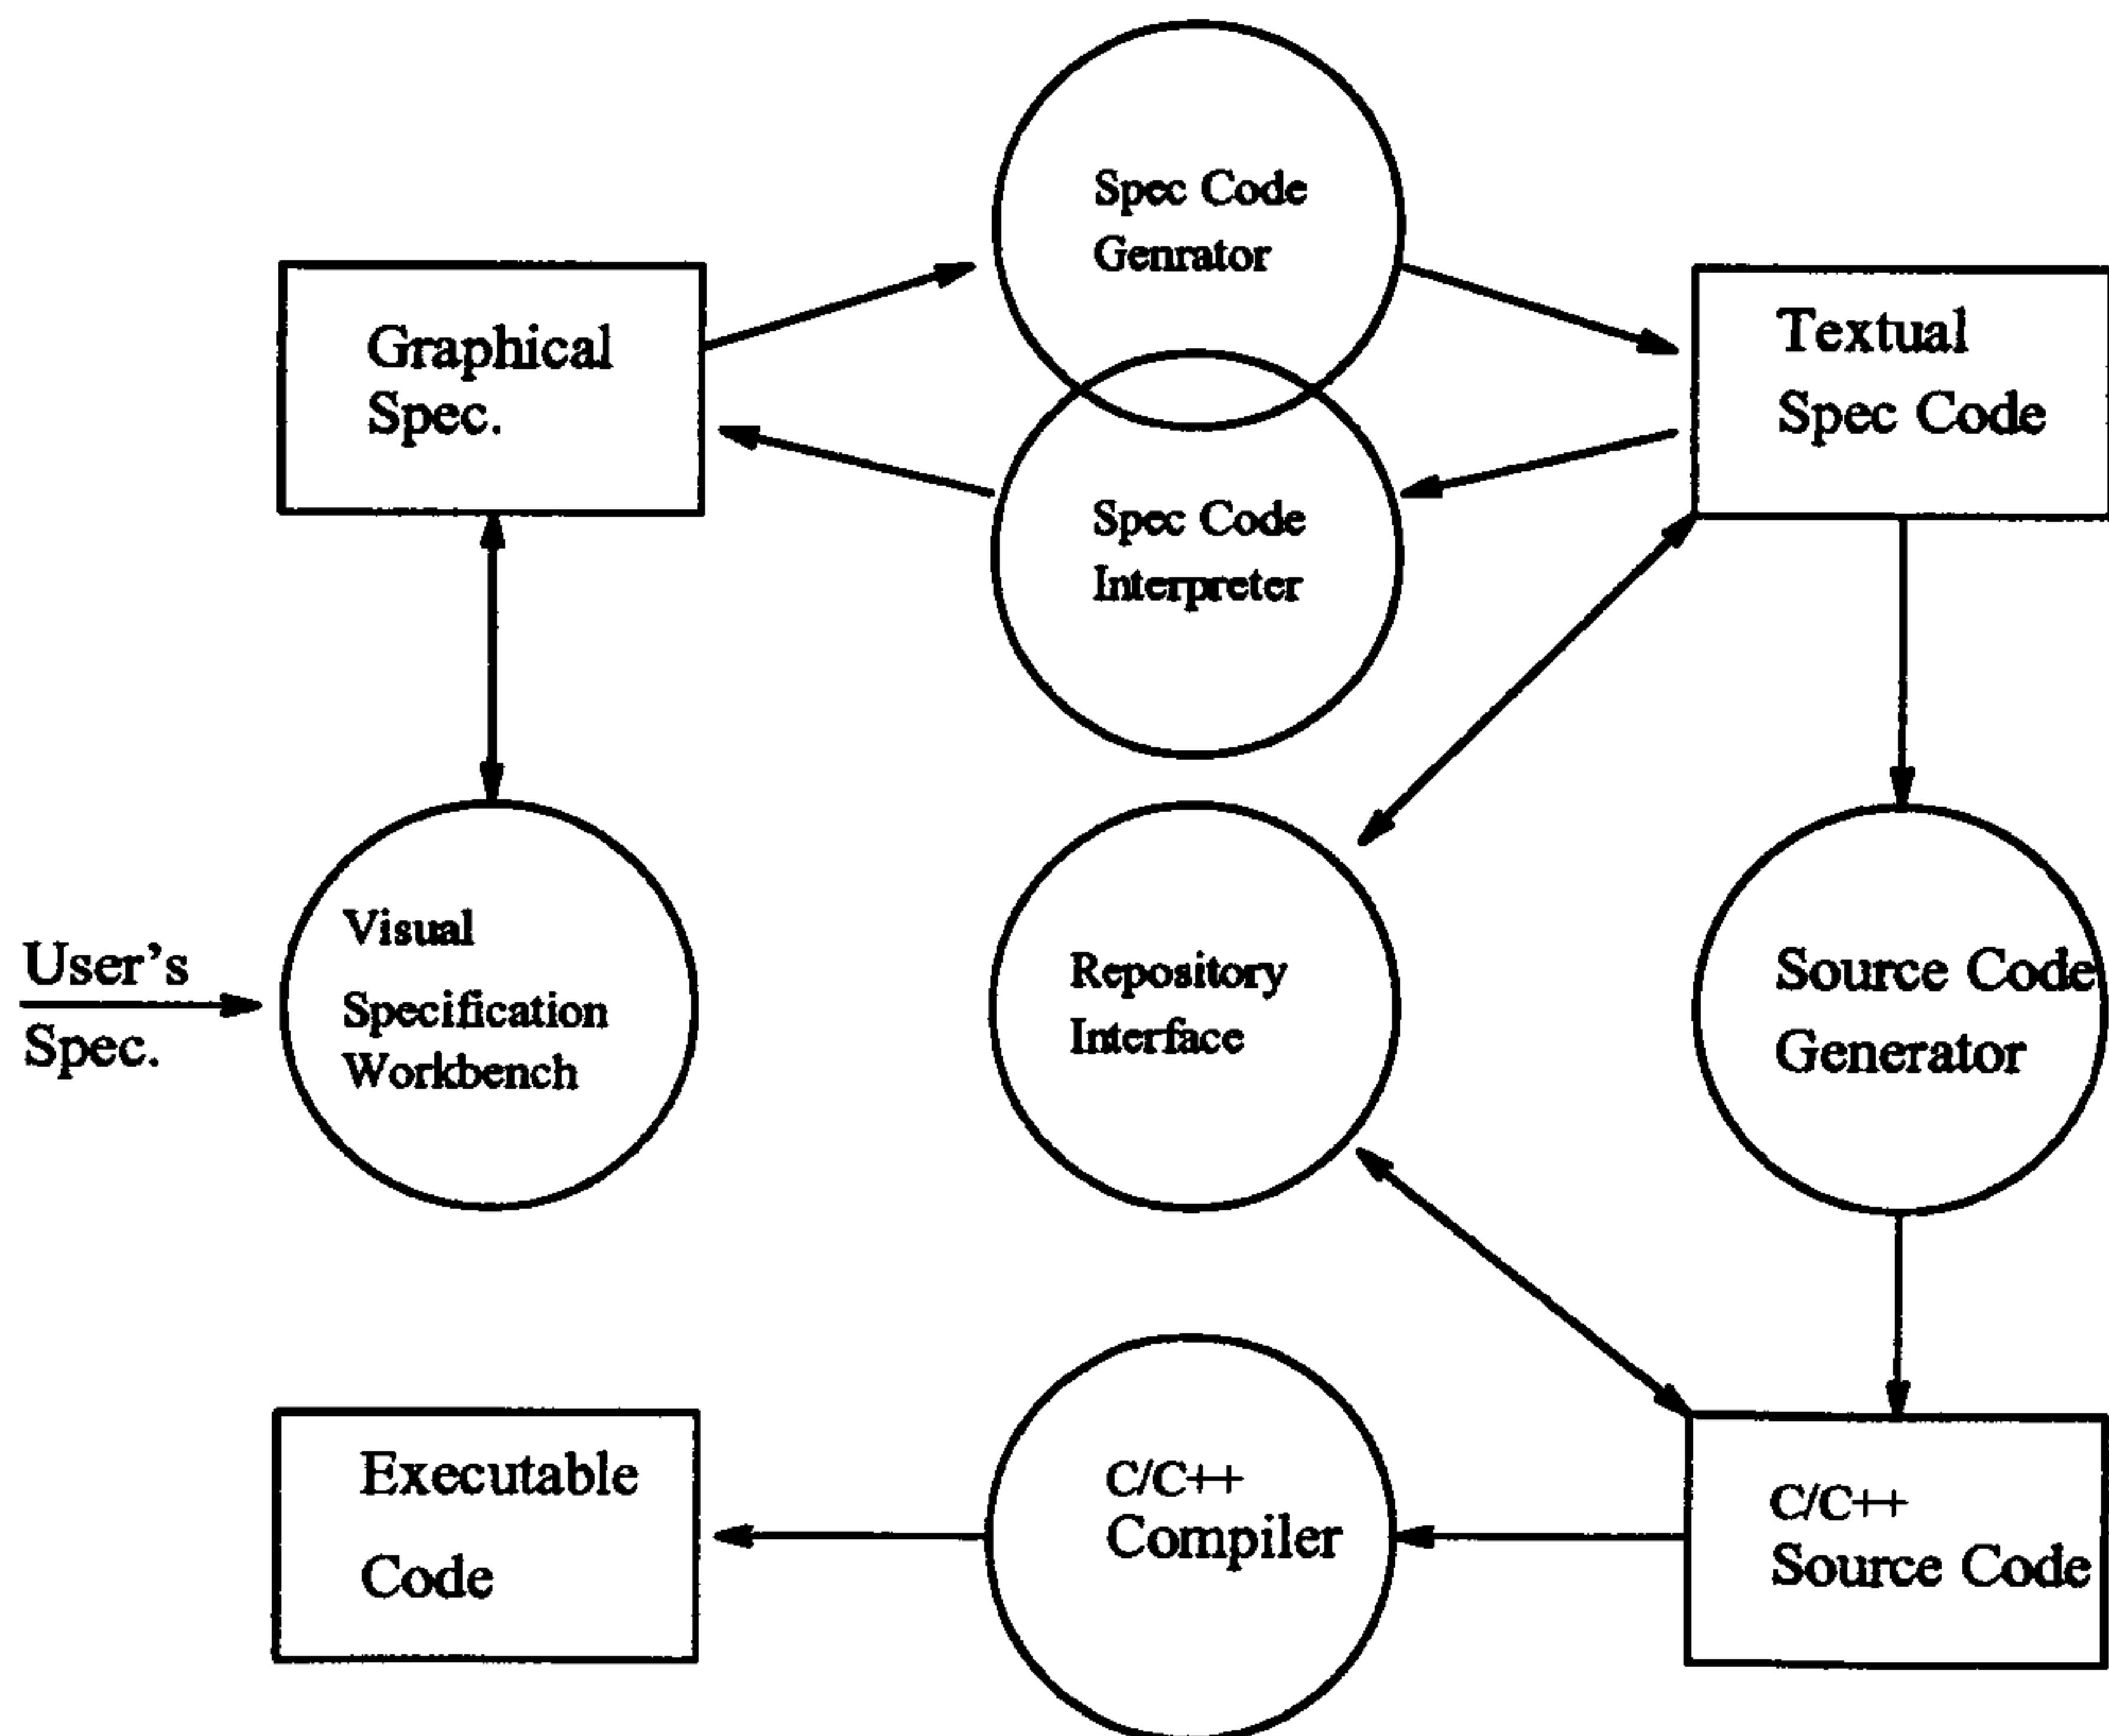 Spec Code
Genrator
Graphical
Spec.
Textual
Spec Code
Spec Code
Interpreter
User's
Spec.
Visual
Specification
Workbench
Repository
Interface
Source Code
Generator
Executable
Code
C/C++
Compiler
C/C++
Source Code